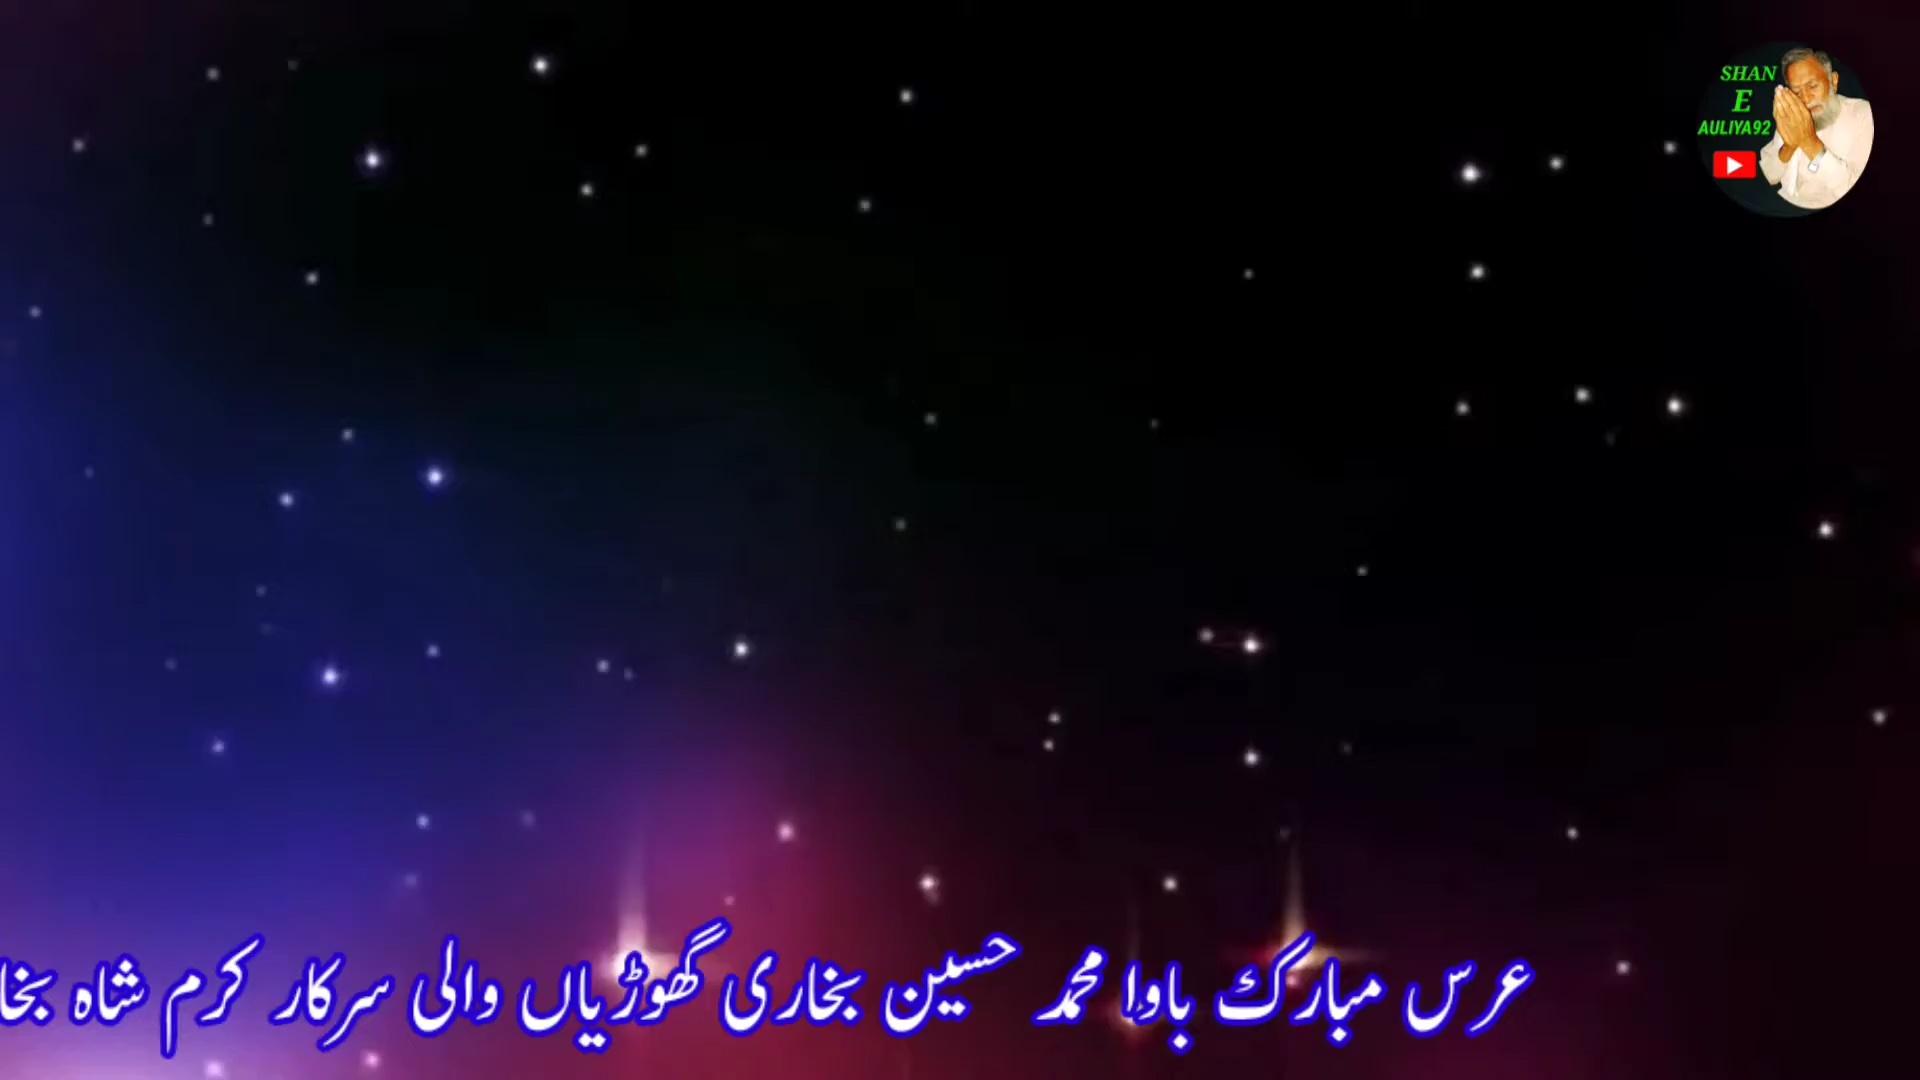 SHAN
E
AULIYA92
عرس مبارک باوا محمد حسین بخاری گھوڑیاں والی سرکار کرم شاہ